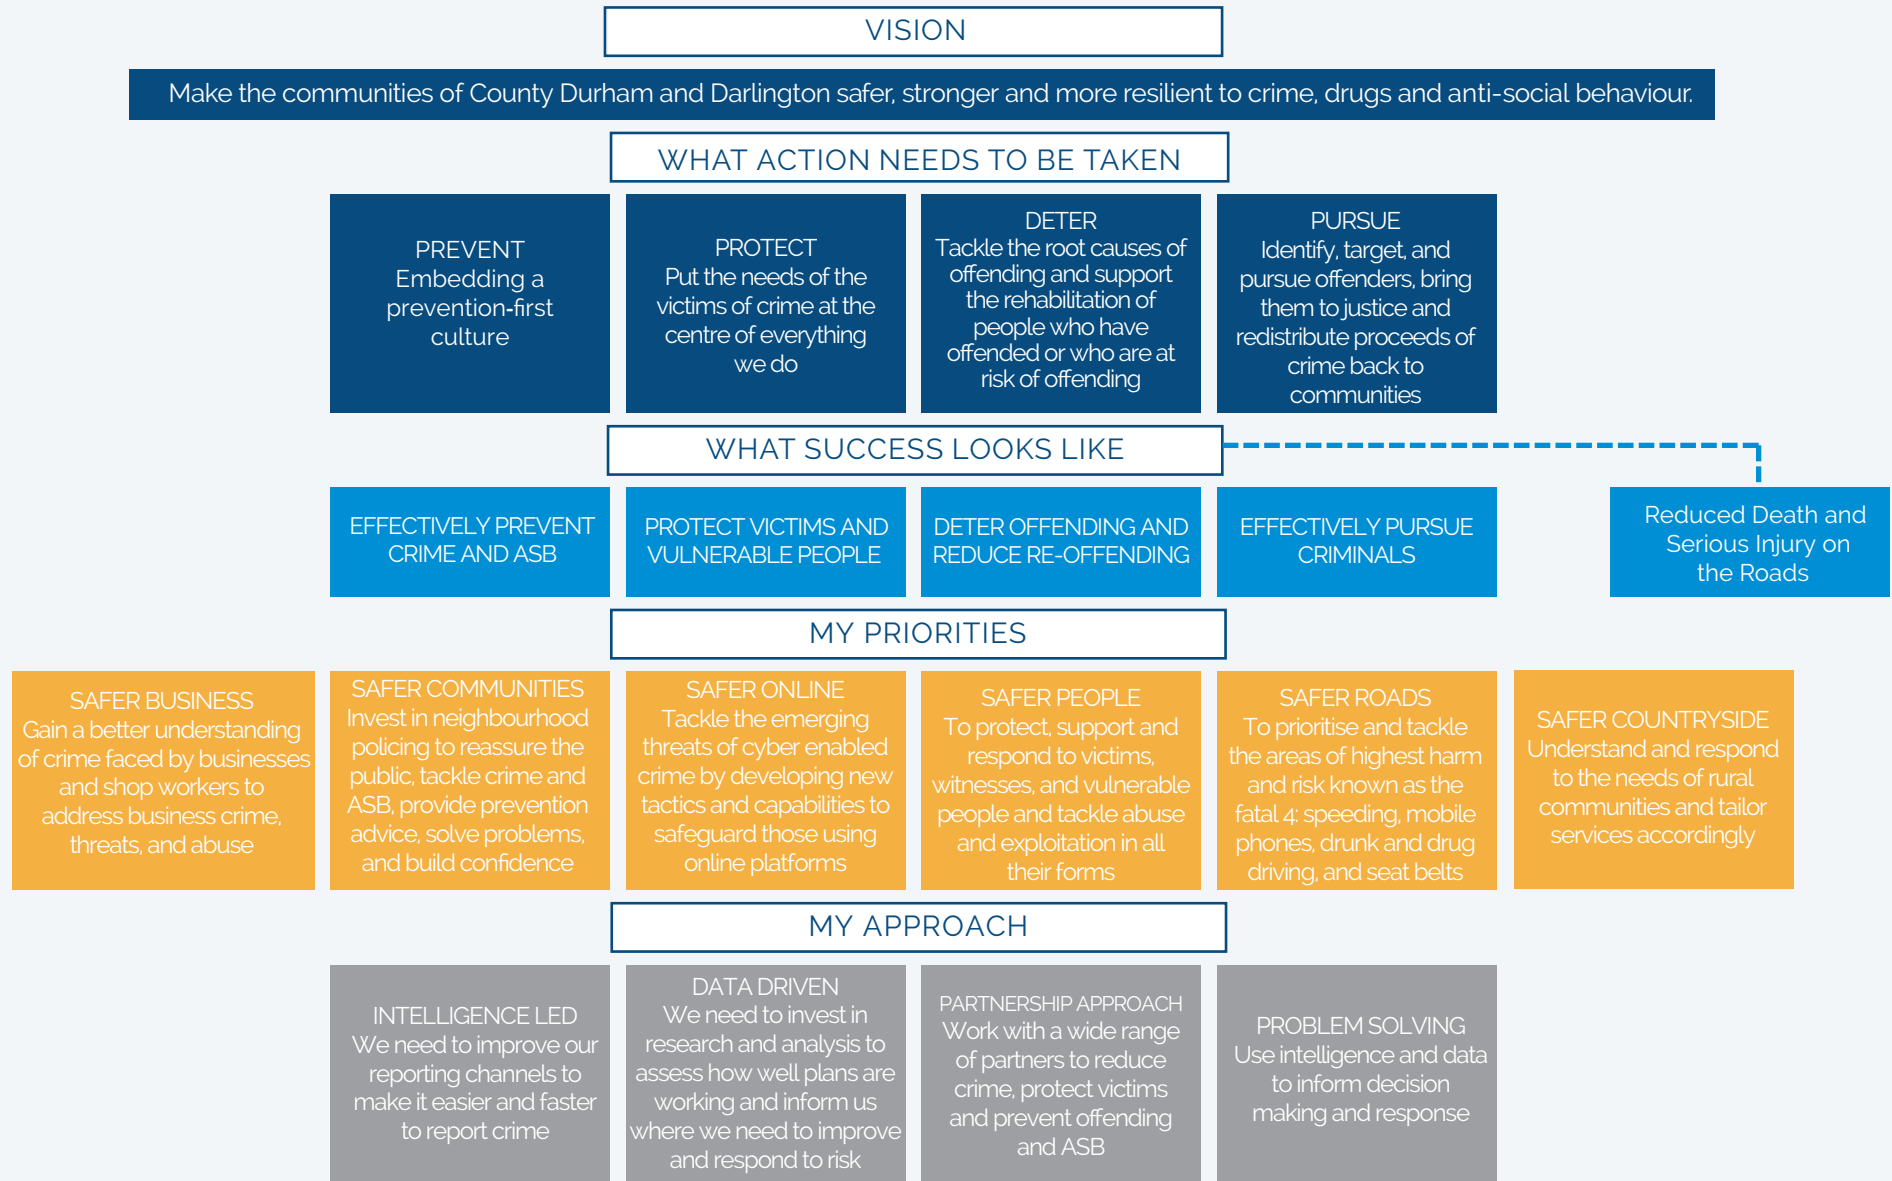 VISION
Make the communities of County Durham and Darlington safer, stronger and more resilient to crime, drugs and anti-social behaviour.
WHAT ACTION NEEDS TO BE TAKEN
PREVENT
Embedding a
prevention-first
culture
PROTECT
Put the needs of the
victims of crime at the
centre of everything
we do
DETER
Tackle the root causes of
offending and support
the rehabilitation of
people who have
offended or who are at
risk of offending
PURSUE
Identify, target, and
pursue offenders, bring
them to justice and
redistribute proceeds of
crime back to
communities
WHAT SUCCESS LOOKS LIKE
EFFECTIVELY PREVENT
CRIME AND ASB
PROTECT VICTIMS AND
VULNERABLE PEOPLE
DETER OFFENDING AND
REDUCE RE-OFFENDING
EFFECTIVELY PURSUE
CRIMINALS
Reduced Death and
Serious Injury on
the Roads
MY PRIORITIES
SAFER BUSINESS
Gain a better understanding
of crime faced by businesses
and shop workers to
address business crime,
threats, and abuse
SAFER COMMUNITIES
Invest in neighbourhood
policing to reassure the
public, tackle crime and
ASB, provide prevention
advice, solve problems,
and build confidence
SAFER ONLINE
Tackle the emerging
threats of cyber enabled
crime by developing new
tactics and capabilities to
safeguard those using
online platforms
SAFER PEOPLE
To protect, support and
respond to victims,
witnesses, and vulnerable
people and tackle abuse
and exploitation in all
their forms
SAFER ROADS
To prioritise and tackle
the areas of highest harm
and risk known as the
fatal 4: speeding, mobile
phones, drunk and drug
driving, and seat belts
SAFER COUNTRYSIDE
Understand and respond
to the needs of rural
communities and tailor
services accordingly
MY APPROACH
INTELLIGENCE LED
We need to improve our
reporting channels to
make it easier and faster
to report crime
DATA DRIVEN
We need to invest in
research and analysis to
assess how well plans are
working and inform us
where we need to improve
and respond to risk
PARTNERSHIP APPROACH
Work with a wide range
of partners to reduce
crime, protect victims
and prevent offending
and ASB
PROBLEM SOLVING
Use intelligence and data
to inform decision
making and response